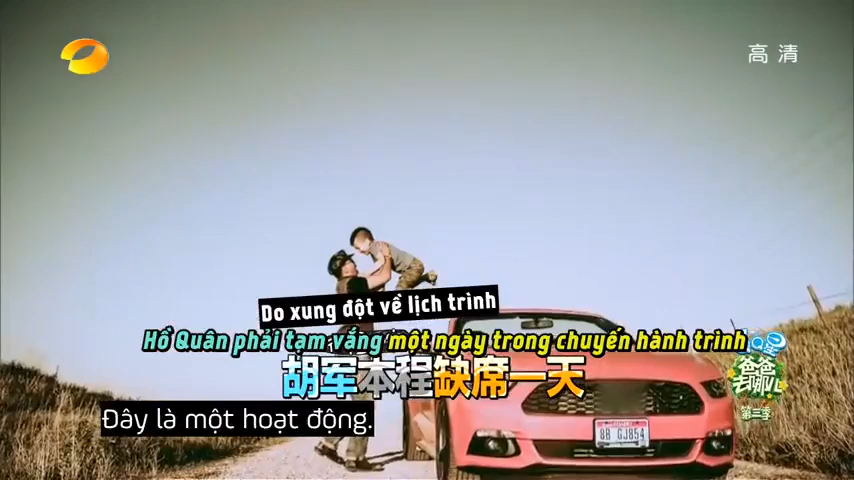 高清
Do xung đột về lịch trình
Hồ Quân phải tạm vắng một ngày trong chuyến hành trình
胡军本程缺席一天
爸爸去哪儿
第三季
Đây là một hoạt động.
8B GJ854